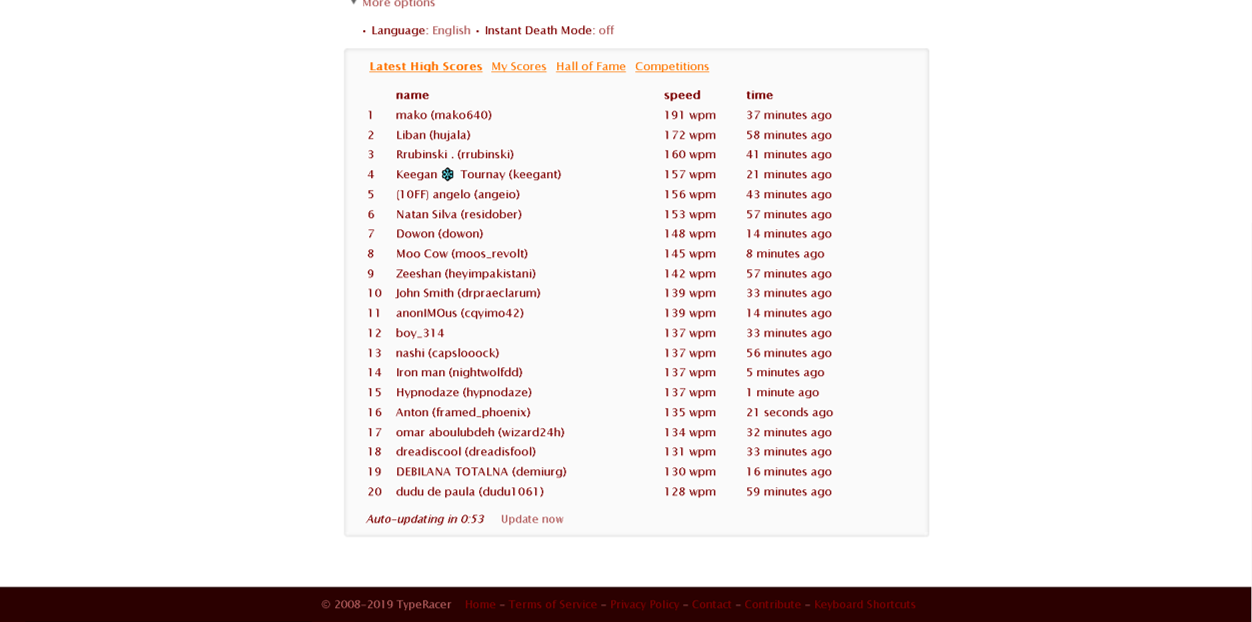 More options
• Language: English • Instant Death Mode: off
Latest High Scores My Scores Hall of Fame Competitions
name speed time
1 mako (mako640) 191 wpm 37 minutes ago
2 Liban (hujala) 172 wpm 58 minutes ago
3 Rrubinski . (rrubinski) 160 wpm 41 minutes ago
4 Keegan Tournay (keegant) 157 wpm 21 minutes ago
5 (10FF) angelo (angeio) 156 wpm 43 minutes ago
6 Natan Silva (residober) 153 wpm 57 minutes ago
7 Dowon (dowon) 148 wpm 14 minutes ago
8 Moo Cow (moos_revolt) 145 wpm 8 minutes ago
9 Zeeshan (heyimpakistani) 142 wpm 57 minutes ago
10 John Smith (drpraeclarum) 139 wpm 33 minutes ago
11 anonIMOus (cqyimo42) 139 wpm 14 minutes ago
12 boy_314 137 wpm 33 minutes ago
13 nashi (capslooock) 137 wpm 56 minutes ago
14 Iron man (nightwolfdd) 137 wpm 5 minutes ago
15 Hypnodaze (hypnodaze) 137 wpm 1 minute ago
16 Anton (framed_phoenix) 135 wpm 21 seconds ago
17 omar aboulubdeh (wizard24h) 134 wpm 32 minutes ago
18 dreadiscool (dreadisfool) 131 wpm 33 minutes ago
19 DEBILANA TOTALNA (demiurg) 130 wpm 16 minutes ago
20 dudu de paula (dudu1061) 128 wpm 59 minutes ago
Auto-updating in 0:53 Update now
© 2008-2019 TypeRacer Home - Terms of Service - Privacy Policy - Contact - Contribute - Keyboard Shortcuts